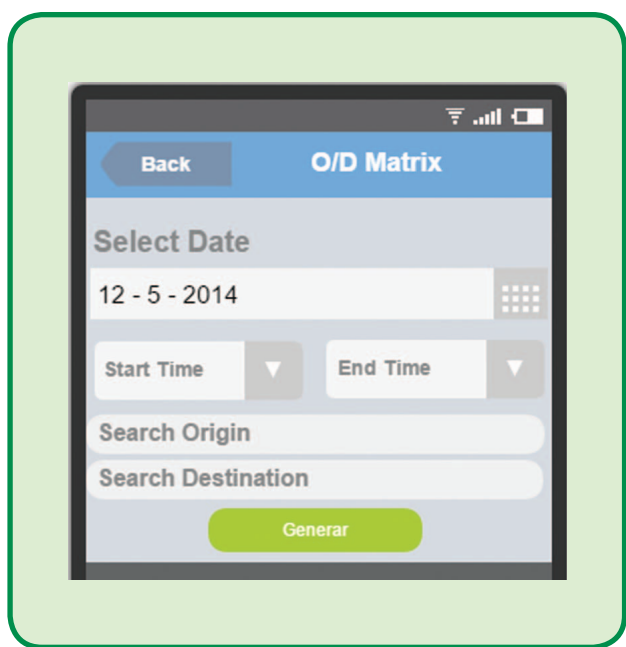 Back O/D Matrix
Select Date
12 - 5 - 2014
Start Time End Time
Search Origin
Search Destination
Generar